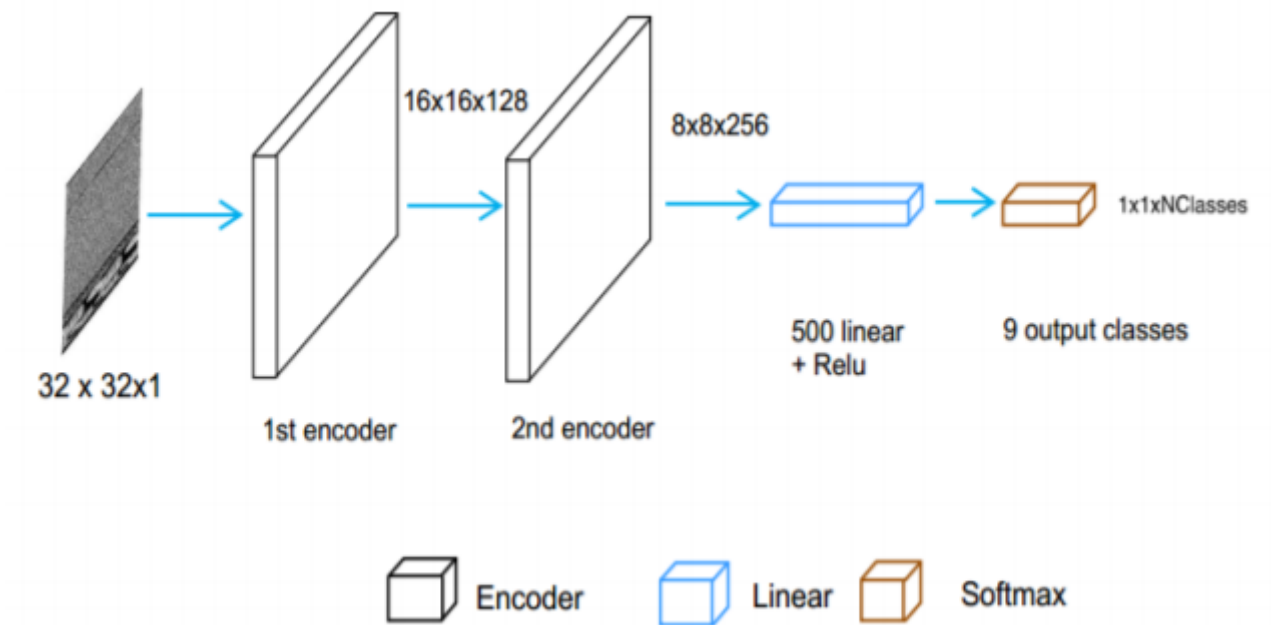 16x16x128
8x8x256
1x1xNClasses
32 x 32x1
500 linear
+ Relu
9 output classes
1st encoder
2nd encoder
Encoder
Linear
Softmax